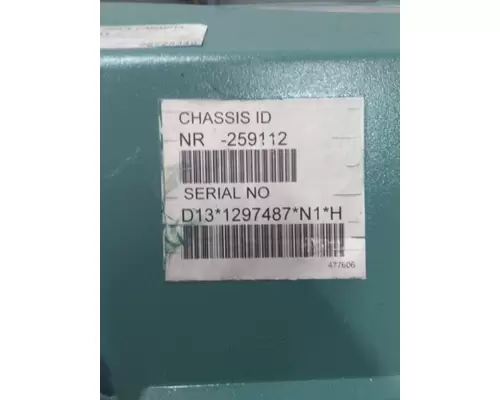 CHASSIS ID
NR -259112
SERIAL NO
D13*1297487*N1*H
477606